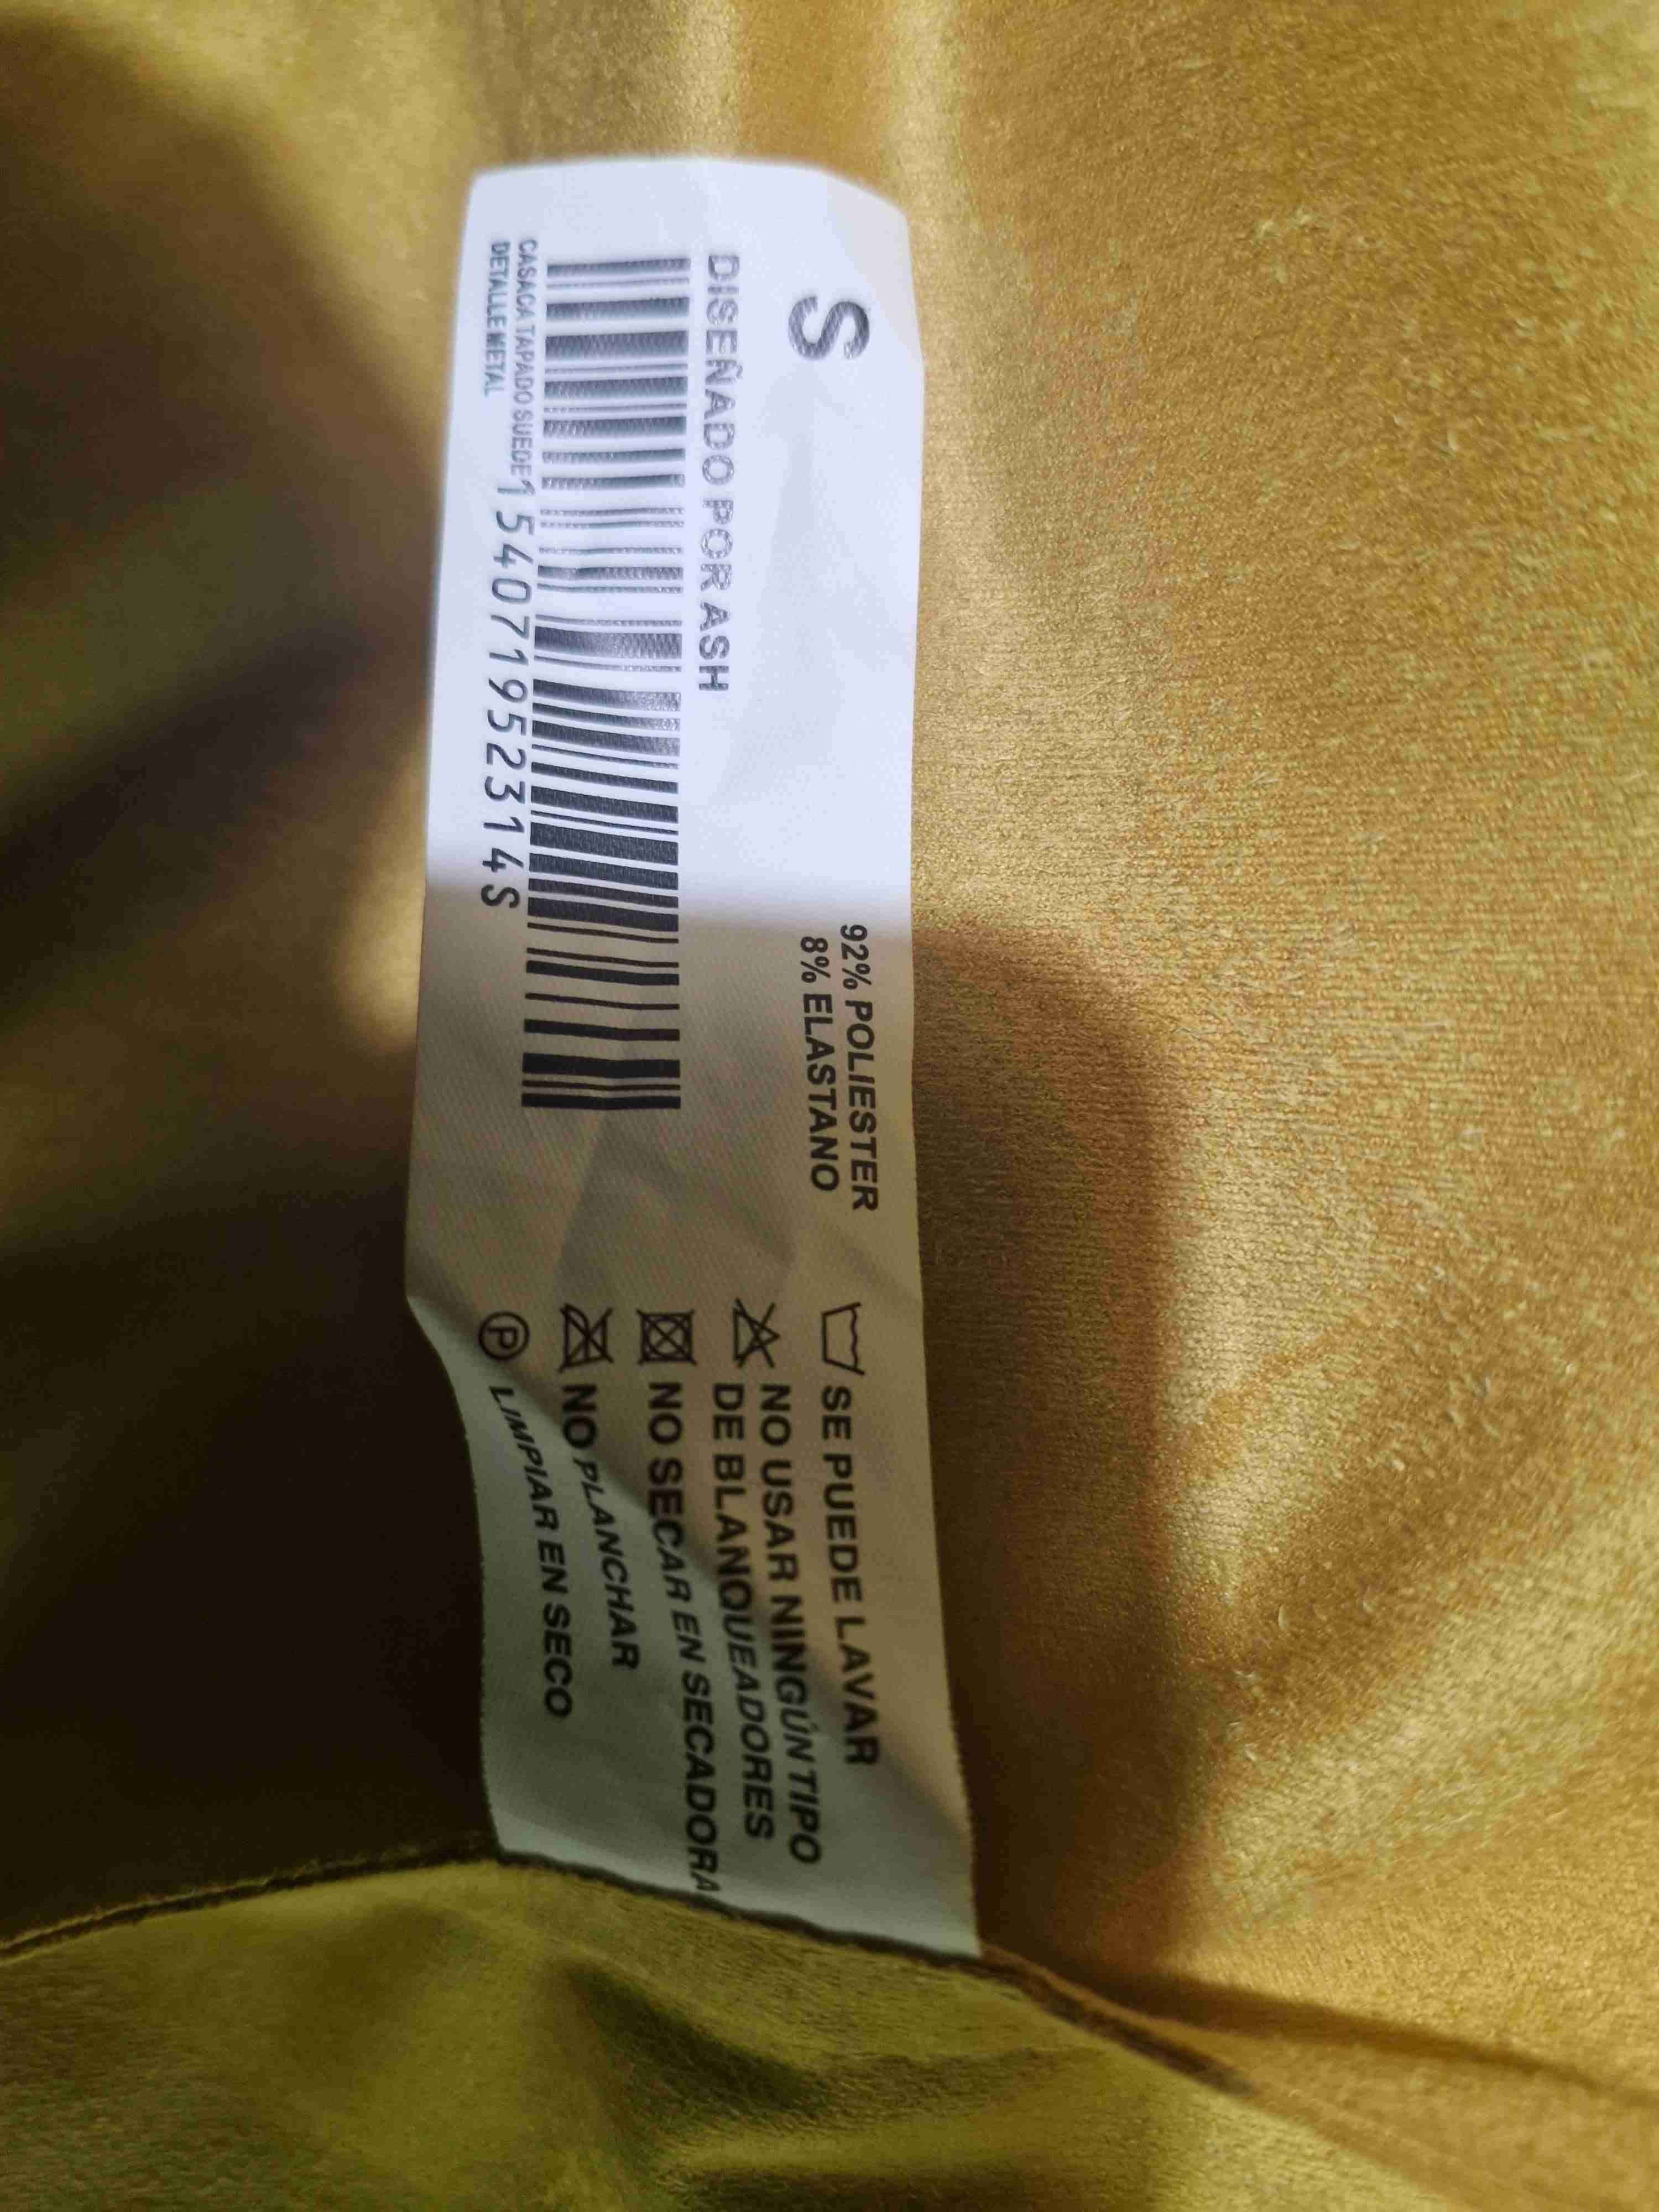 S
92% POLIESTER
8% ELASTANO
DISEÑADO POR ASH
154071952314S
CASACA TAPADO SUEDE
DETALLE METAL
SE PUEDE LAVAR
NO USAR NINGÚN TIPO
DE BLANQUEADORES
NO SECAR EN SECADORA
NO PLANCHAR
P LIMPIAR EN SECO